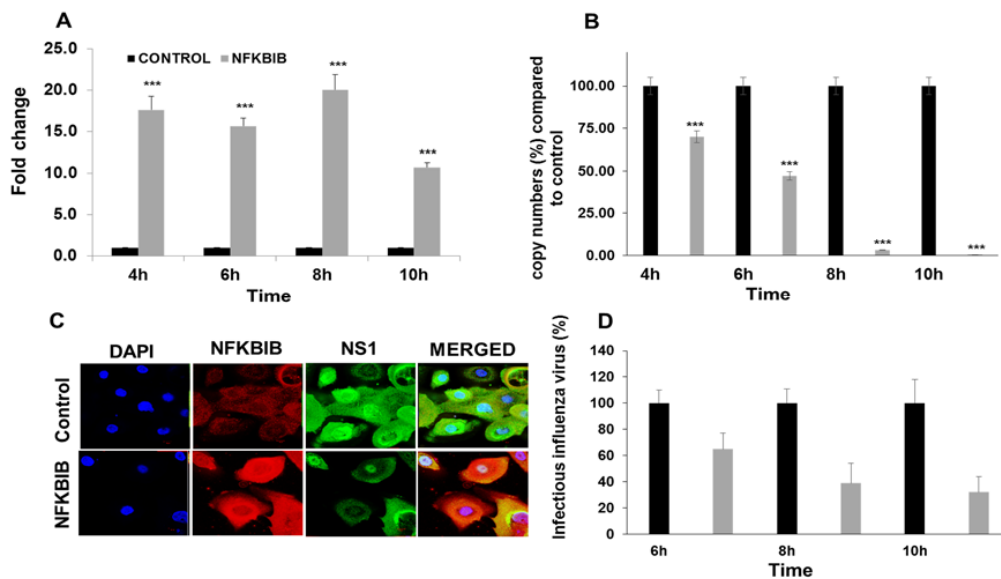 A
Fold change
CONTROL NFKBIB
25.0
20.0
15.0
10.0
5.0
0.0
*** *** *** ***
4h 6h 8h 10h
Time
B
copy numbers (%) compared
to control
100.00
75.00
50.00
25.00
0.00
*** *** *** ***
4h 6h 8h 10h
Time
C
DAPI NFKBIB NS1 MERGED
Control
NFKBIB
D
Infectious influenza virus (%)
140
120
100
80
60
40
20
0
6h 8h 10h
Time